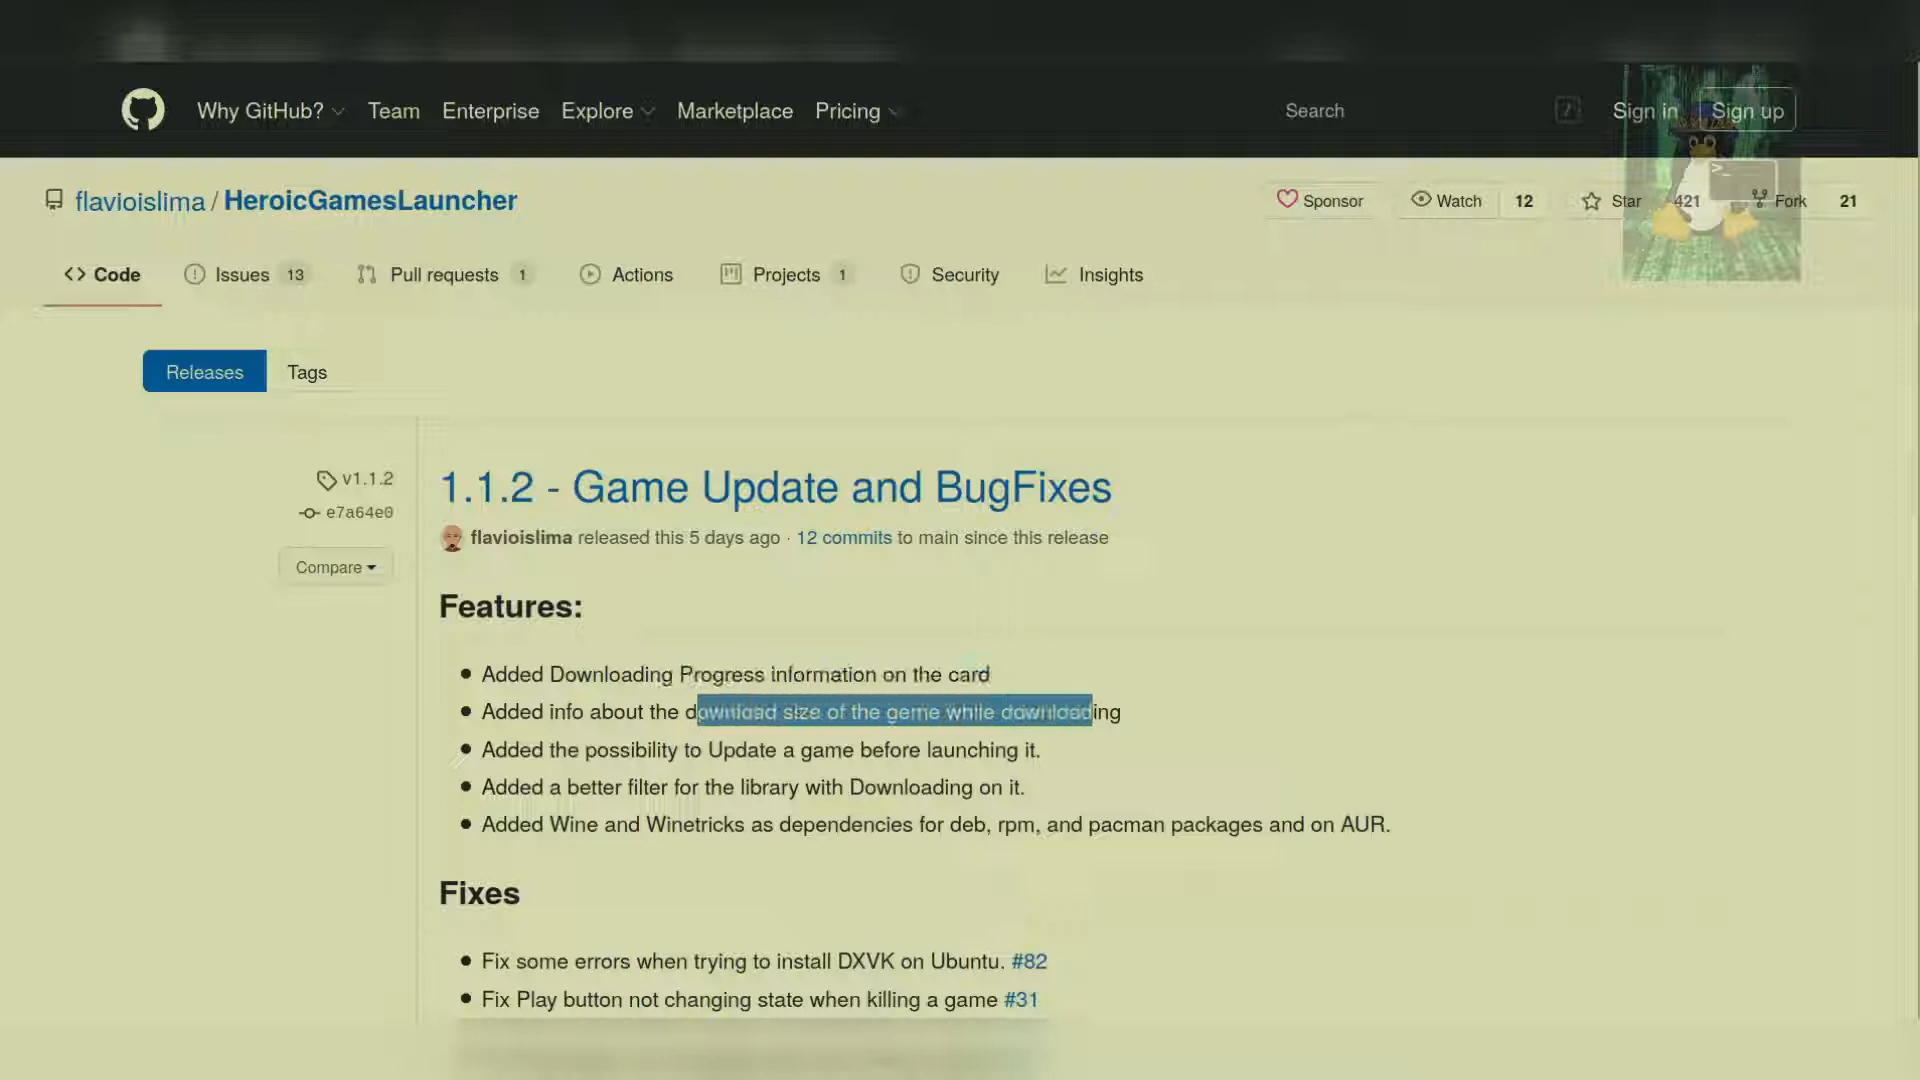 Why GitHub? Team Enterprise Explore Marketplace Pricing Search / Sign in Sign up
flavioislima / HeroicGamesLauncher Sponsor Watch 12 Star 421 Fork 21
Code Issues 13 Pull requests 1 Actions Projects 1 Security Insights
Releases Tags
v1.1.2
e7a64e0
Compare
1.1.2 - Game Update and BugFixes
flavioislima released this 5 days ago · 12 commits to main since this release
Features:
Added Downloading Progress information on the card
Added info about the download size of the game while downloading
Added the possibility to Update a game before launching it.
Added a better filter for the library with Downloading on it.
Added Wine and Winetricks as dependencies for deb, rpm, and pacman packages and on AUR.
Fixes
Fix some errors when trying to install DXVK on Ubuntu. #82
Fix Play button not changing state when killing a game #31